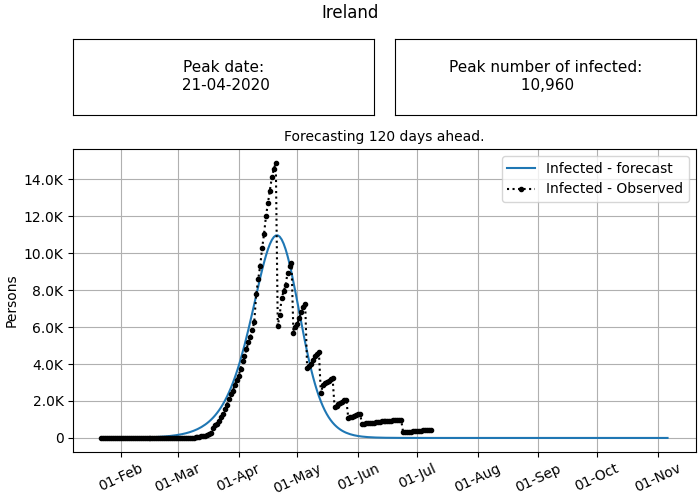 Ireland
Peak date:
21-04-2020
Peak number of infected:
10,960
Forecasting 120 days ahead.
Infected - forecast
Infected - Observed
14.0K
12.0K
10.0K
8.0K
6.0K
4.0K
2.0K
0
Persons
01-Feb
01-Mar
01-Apr
01-May
01-Jun
01-Jul
01-Aug
01-Sep
01-Oct
01-Nov